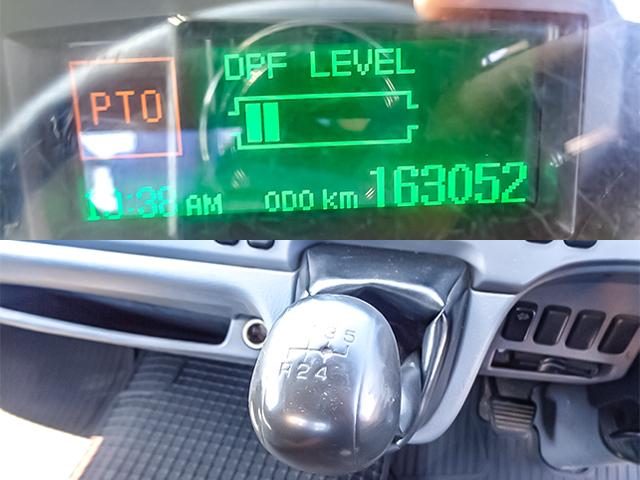 DPF LEVEL
PTO
10:38 AM ODO km 163052
1 3 5
R 2 4